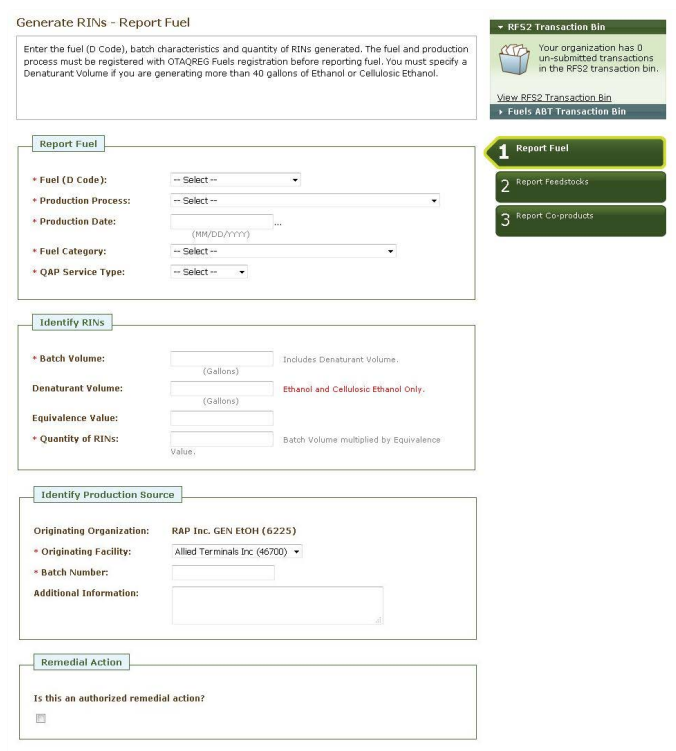 Generate RINs - Report Fuel
Enter the fuel (D Code), batch characteristics and quantity of RINs generated. The fuel and production
process must be registered with OTAQREG Fuels registration before reporting fuel. You must specify a
Denaturant Volume if you are generating more than 40 gallons of Ethanol or Cellulosic Ethanol.
Report Fuel
* Fuel (D Code): -- Select --
* Production Process: -- Select --
* Production Date: ...
(MM/DD/YYYY)
* Fuel Category: -- Select --
* QAP Service Type: -- Select --
Identify RINs
* Batch Volume: Includes Denaturant Volume.
(Gallons)
Denaturant Volume: Ethanol and Cellulosic Ethanol Only.
(Gallons)
Equivalence Value:
* Quantity of RINs: Batch Volume multiplied by Equivalence
Value.
Identify Production Source
Originating Organization: RAP Inc. GEN EtOH (6225)
* Originating Facility: Allied Terminals Inc (46700)
* Batch Number:
Additional Information:
Remedial Action
Is this an authorized remedial action?
RFS2 Transaction Bin
Your organization has 0
un-submitted transactions
in the RFS2 transaction bin.
View RFS2 Transaction Bin
Fuels ABT Transaction Bin
1 Report Fuel
2 Report Feedstocks
3 Report Co-products